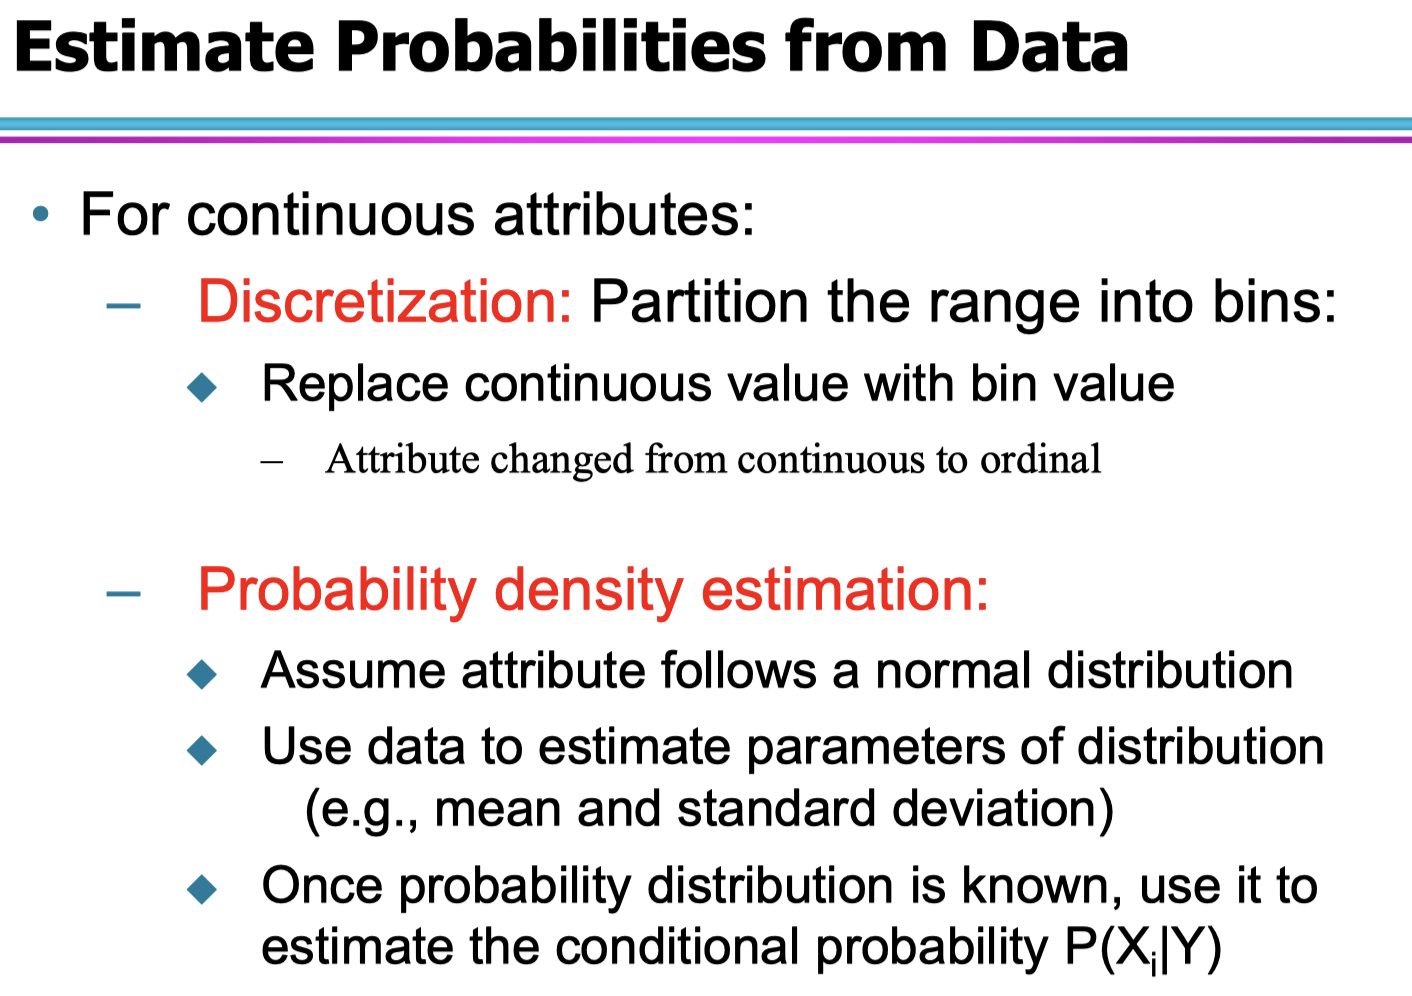 Estimate Probabilities from Data
• For continuous attributes:
– Discretization: Partition the range into bins:
◆ Replace continuous value with bin value
– Attribute changed from continuous to ordinal
– Probability density estimation:
◆ Assume attribute follows a normal distribution
◆ Use data to estimate parameters of distribution
(e.g., mean and standard deviation)
◆ Once probability distribution is known, use it to
estimate the conditional probability P(Xᵢ|Y)